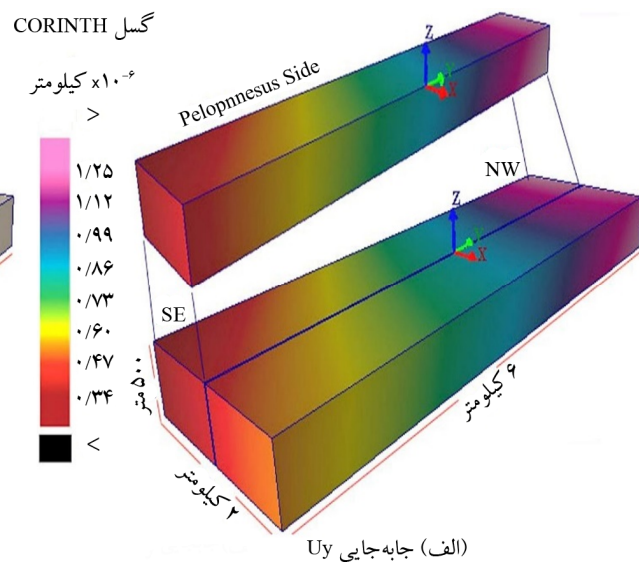 گسل CORINTH
x۱۰⁻۶ کیلومتر
>
۱/۲۵
۱/۱۲
۰/۹۹
۰/۸۶
۰/۷۳
۰/۶۰
۰/۴۷
۰/۳۴
<
Pelopnnesus Side
Z
Y
X
NW
Z
Y
X
SE
۵۰۰ متر
۲ کیلومتر
۶ کیلومتر
(الف) جابه‌جایی Uy